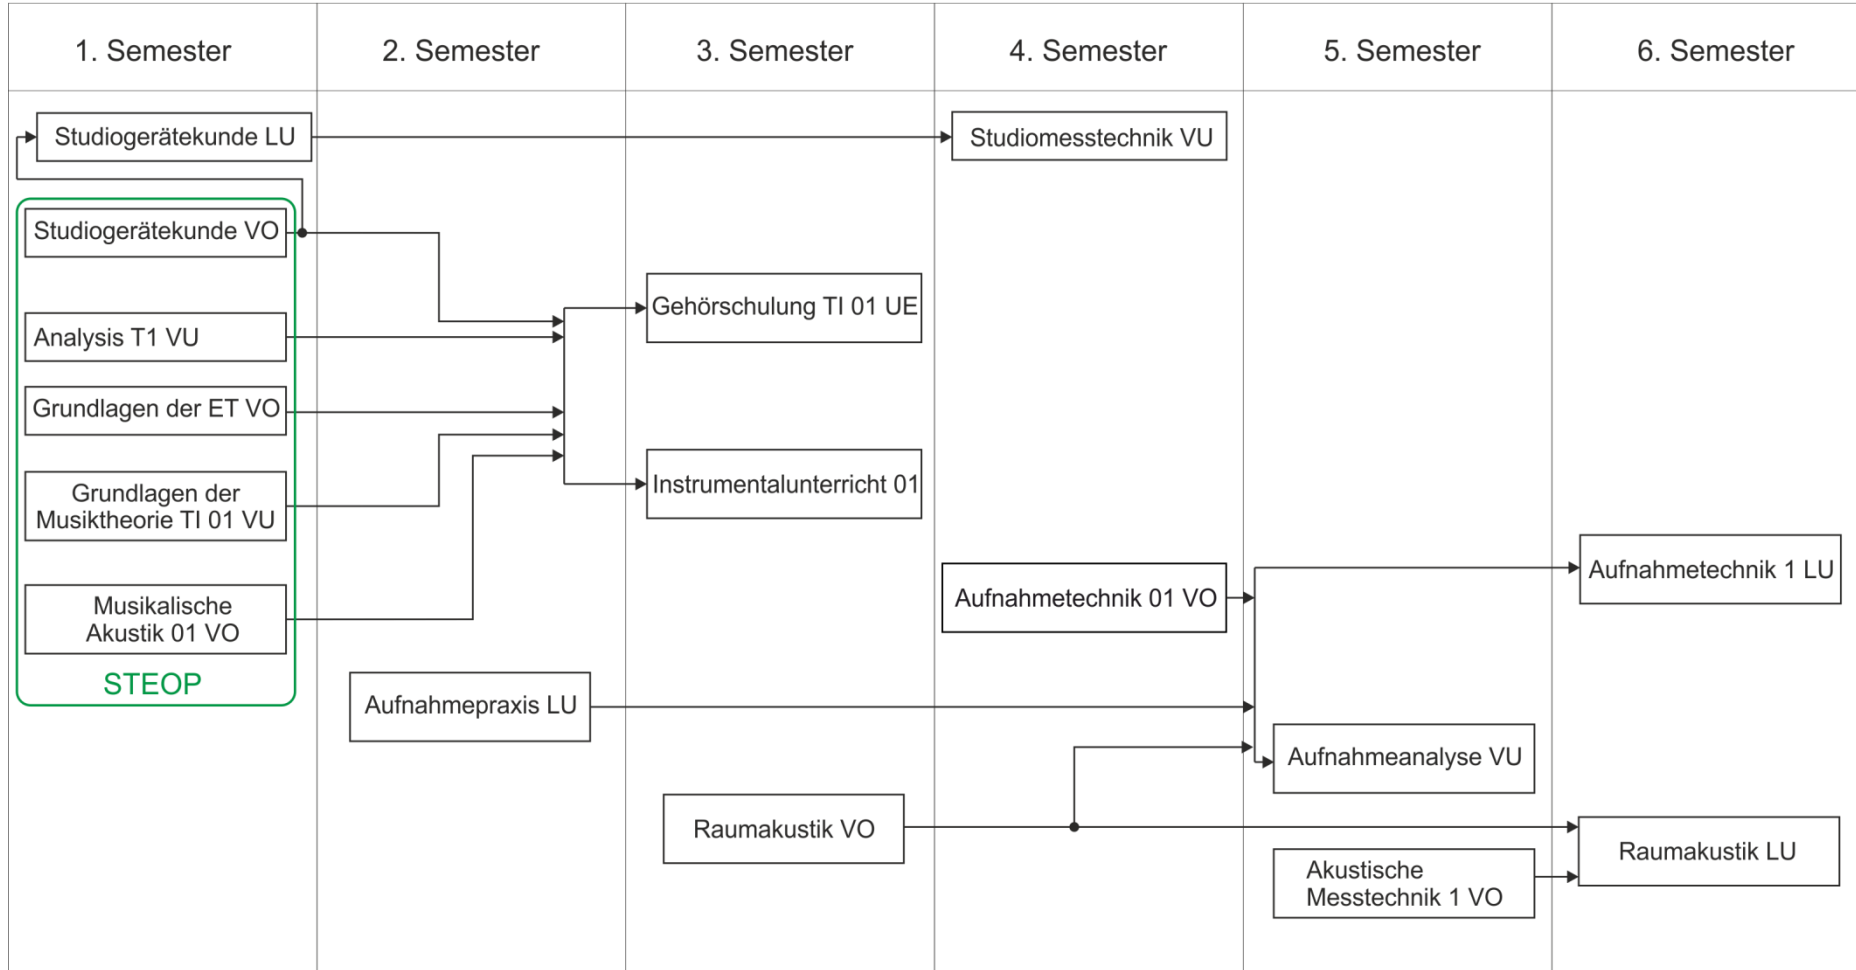 1. Semester
2. Semester
3. Semester
4. Semester
5. Semester
6. Semester
Studiogerätekunde LU
Studiomesstechnik VU
Studiogerätekunde VO
Gehörschulung TI 01 UE
Analysis T1 VU
Grundlagen der ET VO
Instrumentalunterricht 01
Grundlagen der
Musiktheorie TI 01 VU
Aufnahmetechnik 1 LU
Aufnahmetechnik 01 VO
Musikalische
Akustik 01 VO
STEOP
Aufnahmepraxis LU
Aufnahmeanalyse VU
Raumakustik VO
Raumakustik LU
Akustische
Messtechnik 1 VO